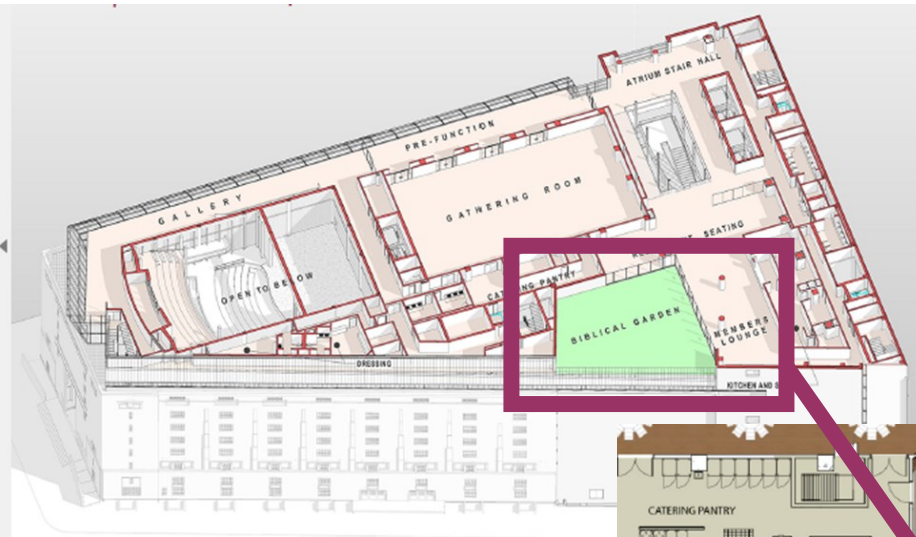 ATRIUM STAIR HALL
PRE-FUNCTION
GALLERY
GATHERING ROOM
SEATING
OPEN TO BELOW
CATERING PANTRY
BIBLICAL GARDEN
MEMBERS
LOUNGE
DRESSING
KITCHEN AND S
CATERING PANTRY